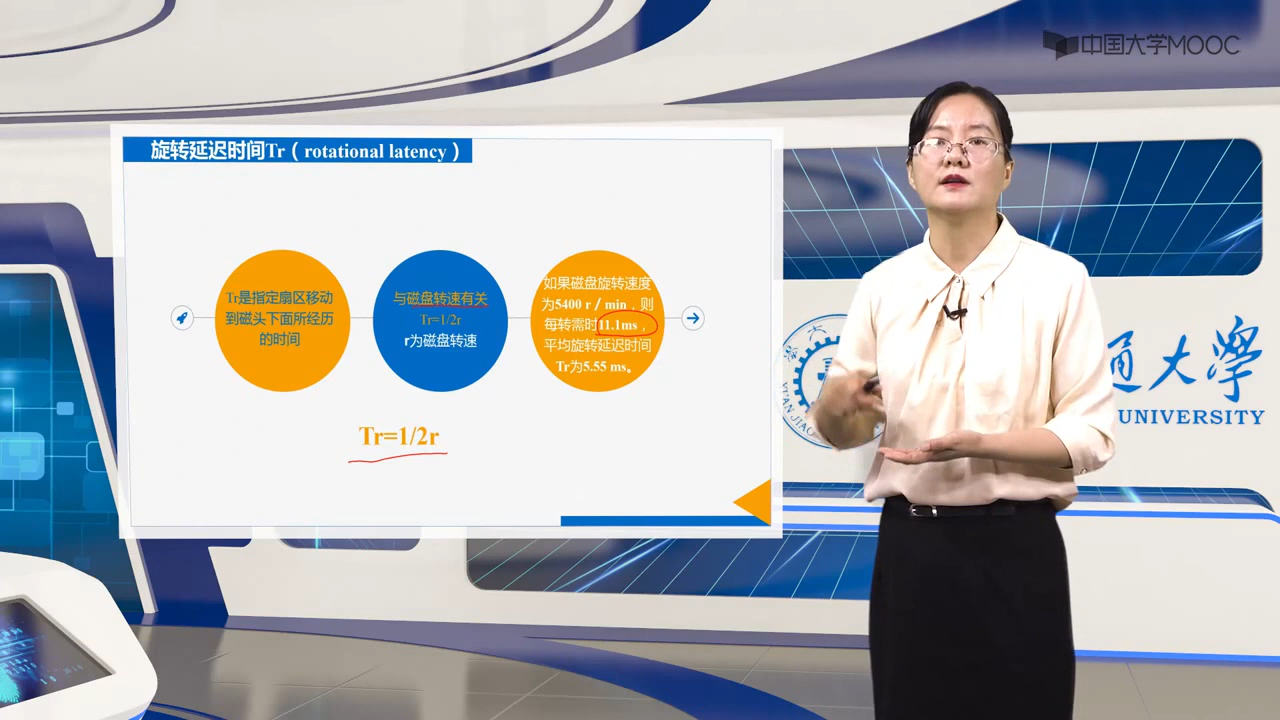 中国大学MOOC
旋转延迟时间Tr（rotational latency）
Tr是指定扇区移动
到磁头下面所经历
的时间
与磁盘转速有关
Tr=1/2r
r为磁盘转速
如果磁盘旋转速度
为5400 r / min，则
每转需时11.1ms，
平均旋转延迟时间
Tr为5.55 ms。
Tr=1/2r
通大学
UNIVERSITY